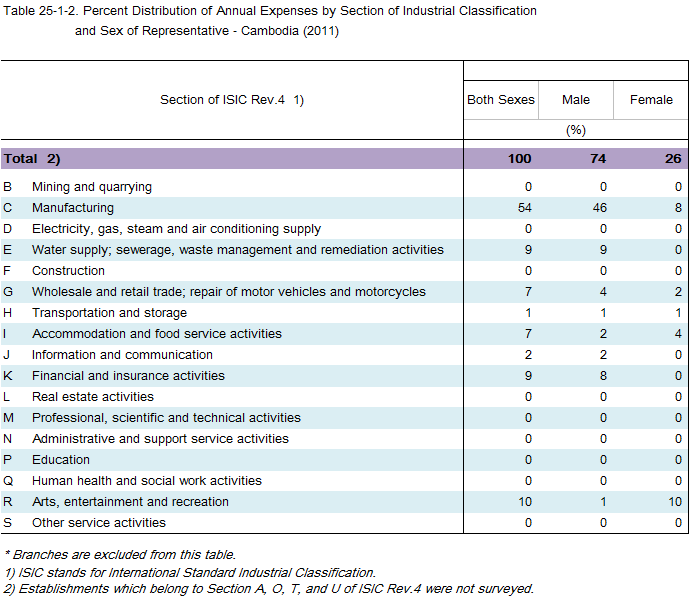 Table 25-1-2. Percent Distribution of Annual Expenses by Section of Industrial Classification
and Sex of Representative - Cambodia (2011)
Section of ISIC Rev.4 1) Both Sexes Male Female
(%)
Total 2) 100 74 26
B Mining and quarrying 0 0 0
C Manufacturing 54 46 8
D Electricity, gas, steam and air conditioning supply 0 0 0
E Water supply; sewerage, waste management and remediation activities 9 9 0
F Construction 0 0 0
G Wholesale and retail trade; repair of motor vehicles and motorcycles 7 4 2
H Transportation and storage 1 1 1
I Accommodation and food service activities 7 2 4
J Information and communication 2 2 0
K Financial and insurance activities 9 8 0
L Real estate activities 0 0 0
M Professional, scientific and technical activities 0 0 0
N Administrative and support service activities 0 0 0
P Education 0 0 0
Q Human health and social work activities 0 0 0
R Arts, entertainment and recreation 10 1 10
S Other service activities 0 0 0
* Branches are excluded from this table.
1) ISIC stands for International Standard Industrial Classification.
2) Establishments which belong to Section A, O, T, and U of ISIC Rev.4 were not surveyed.